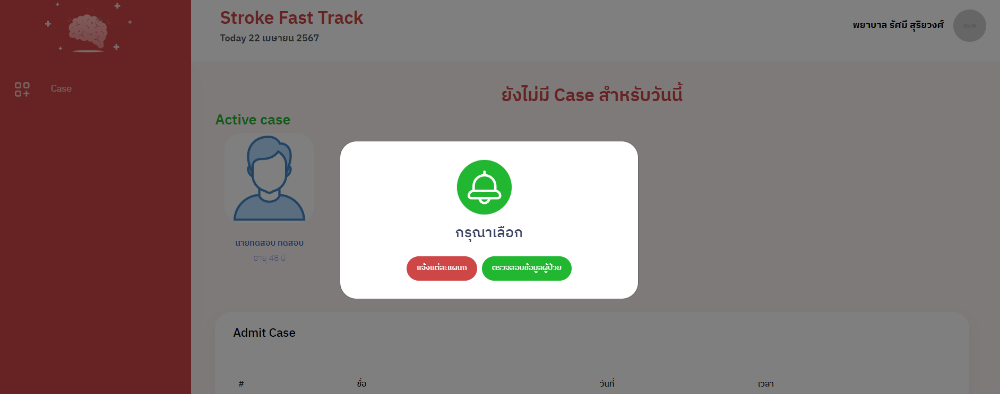 Stroke Fast Track
Today 22 เมษายน 2567
พยาบาล รัศมี สุริยวงศ์
Case
ยังไม่มี Case สำหรับวันนี้
Active case
นายทดสอบ ทดสอบ
อายุ 48 ปี
กรุณาเลือก
แจ้งแต่ละแผนก
ตรวจสอบข้อมูลผู้ป่วย
Admit Case
# ชื่อ วันที่ เวลา